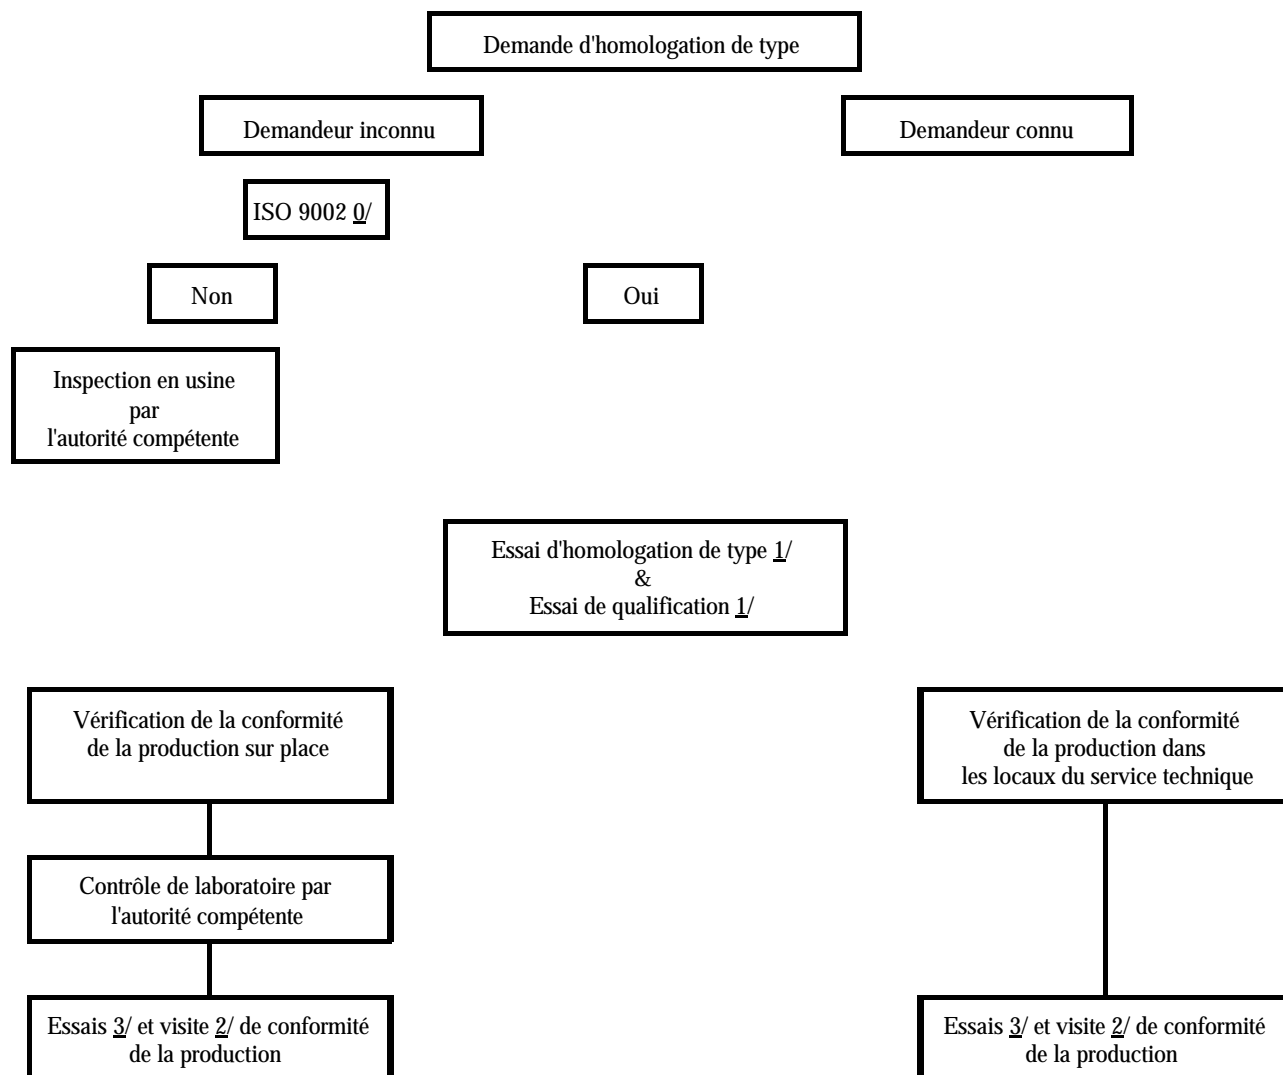 Demande d'homologation de type
Demandeur inconnu
Demandeur connu
ISO 9002 0/
Non
Oui
Inspection en usine
par
l'autorité compétente
Essai d'homologation de type 1/
&
Essai de qualification 1/
Vérification de la conformité
de la production sur place
Vérification de la conformité
de la production dans
les locaux du service technique
Contrôle de laboratoire par
l'autorité compétente
Essais 3/ et visite 2/ de conformité
de la production
Essais 3/ et visite 2/ de conformité
de la production